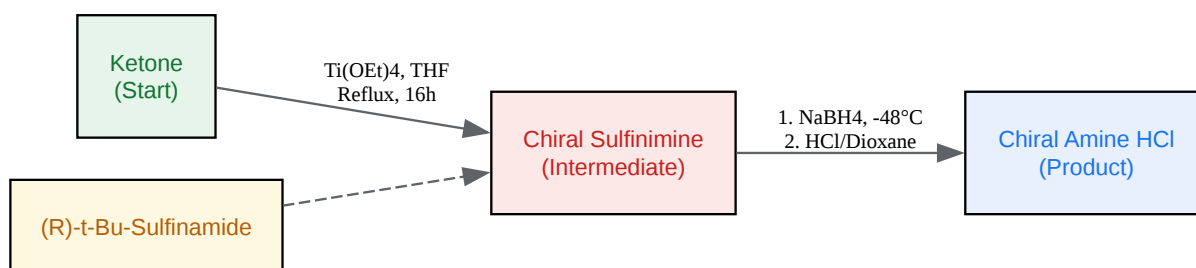 Ketone
(Start)
Ti(OEt)4, THF
Reflux, 16h
(R)-t-Bu-Sulfinamide
Chiral Sulfinimine
(Intermediate)
1. NaBH4, -48°C
2. HCl/Dioxane
Chiral Amine HCl
(Product)